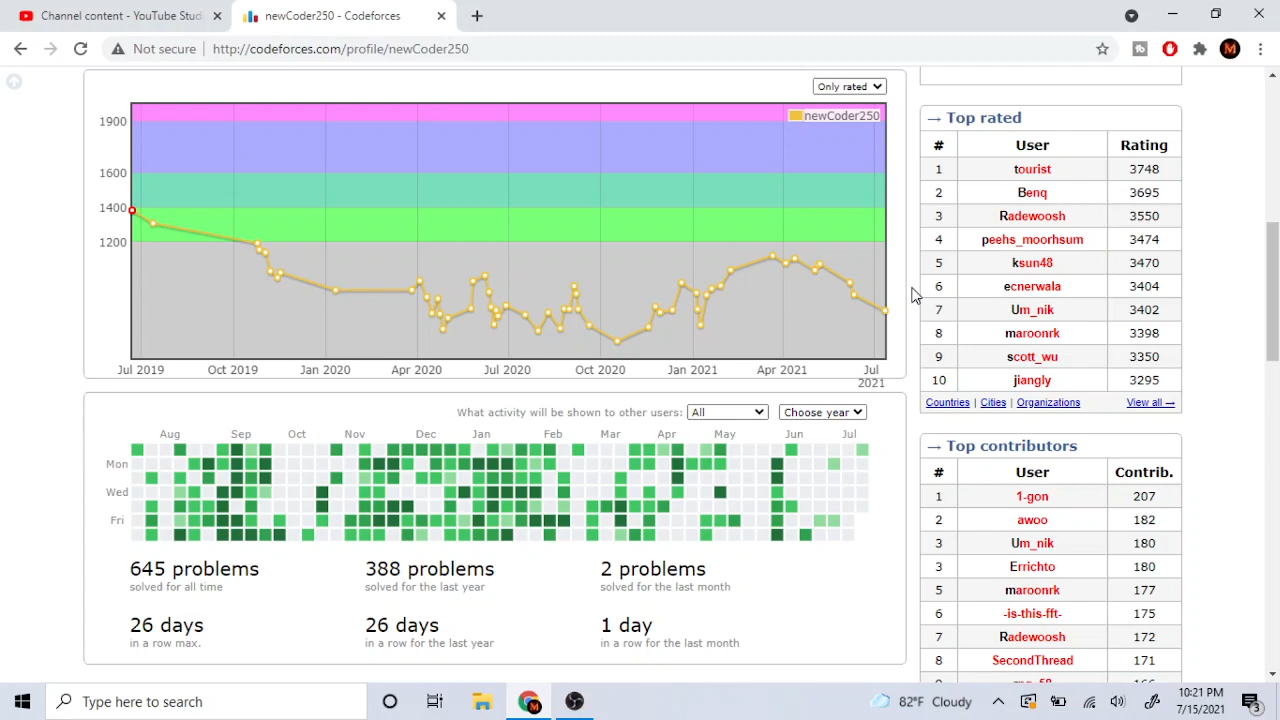 Channel content - YouTube Studi
newCoder250 - Codeforces
Not secure
http://codeforces.com/profile/newCoder250
M
Only rated
newCoder250
1900
1600
1400
1200
Jul 2019 Oct 2019 Jan 2020 Apr 2020 Jul 2020 Oct 2020 Jan 2021 Apr 2021 Jul 2021
What activity will be shown to other users: All Choose year
Aug Sep Oct Nov Dec Jan Feb Mar Apr May Jun Jul
Mon
Wed
Fri
645 problems 388 problems 2 problems
solved for all time solved for the last year solved for the last month
26 days 26 days 1 day
in a row max. in a row for the last year in a row for the last month
→ Top rated
# User Rating
1 tourist 3748
2 Benq 3695
3 Radewoosh 3550
4 peehs_moorhsum 3474
5 ksun48 3470
6 ecnerwala 3404
7 Um_nik 3402
8 maroonrk 3398
9 scott_wu 3350
10 jiangly 3295
Countries | Cities | Organizations View all →
→ Top contributors
# User Contrib.
1 1-gon 207
2 awoo 182
3 Um_nik 180
3 Errichto 180
5 maroonrk 177
6 -is-this-fft- 175
7 Radewoosh 172
8 SecondThread 171
Type here to search
M
82°F Cloudy
10:21 PM
7/15/2021
3